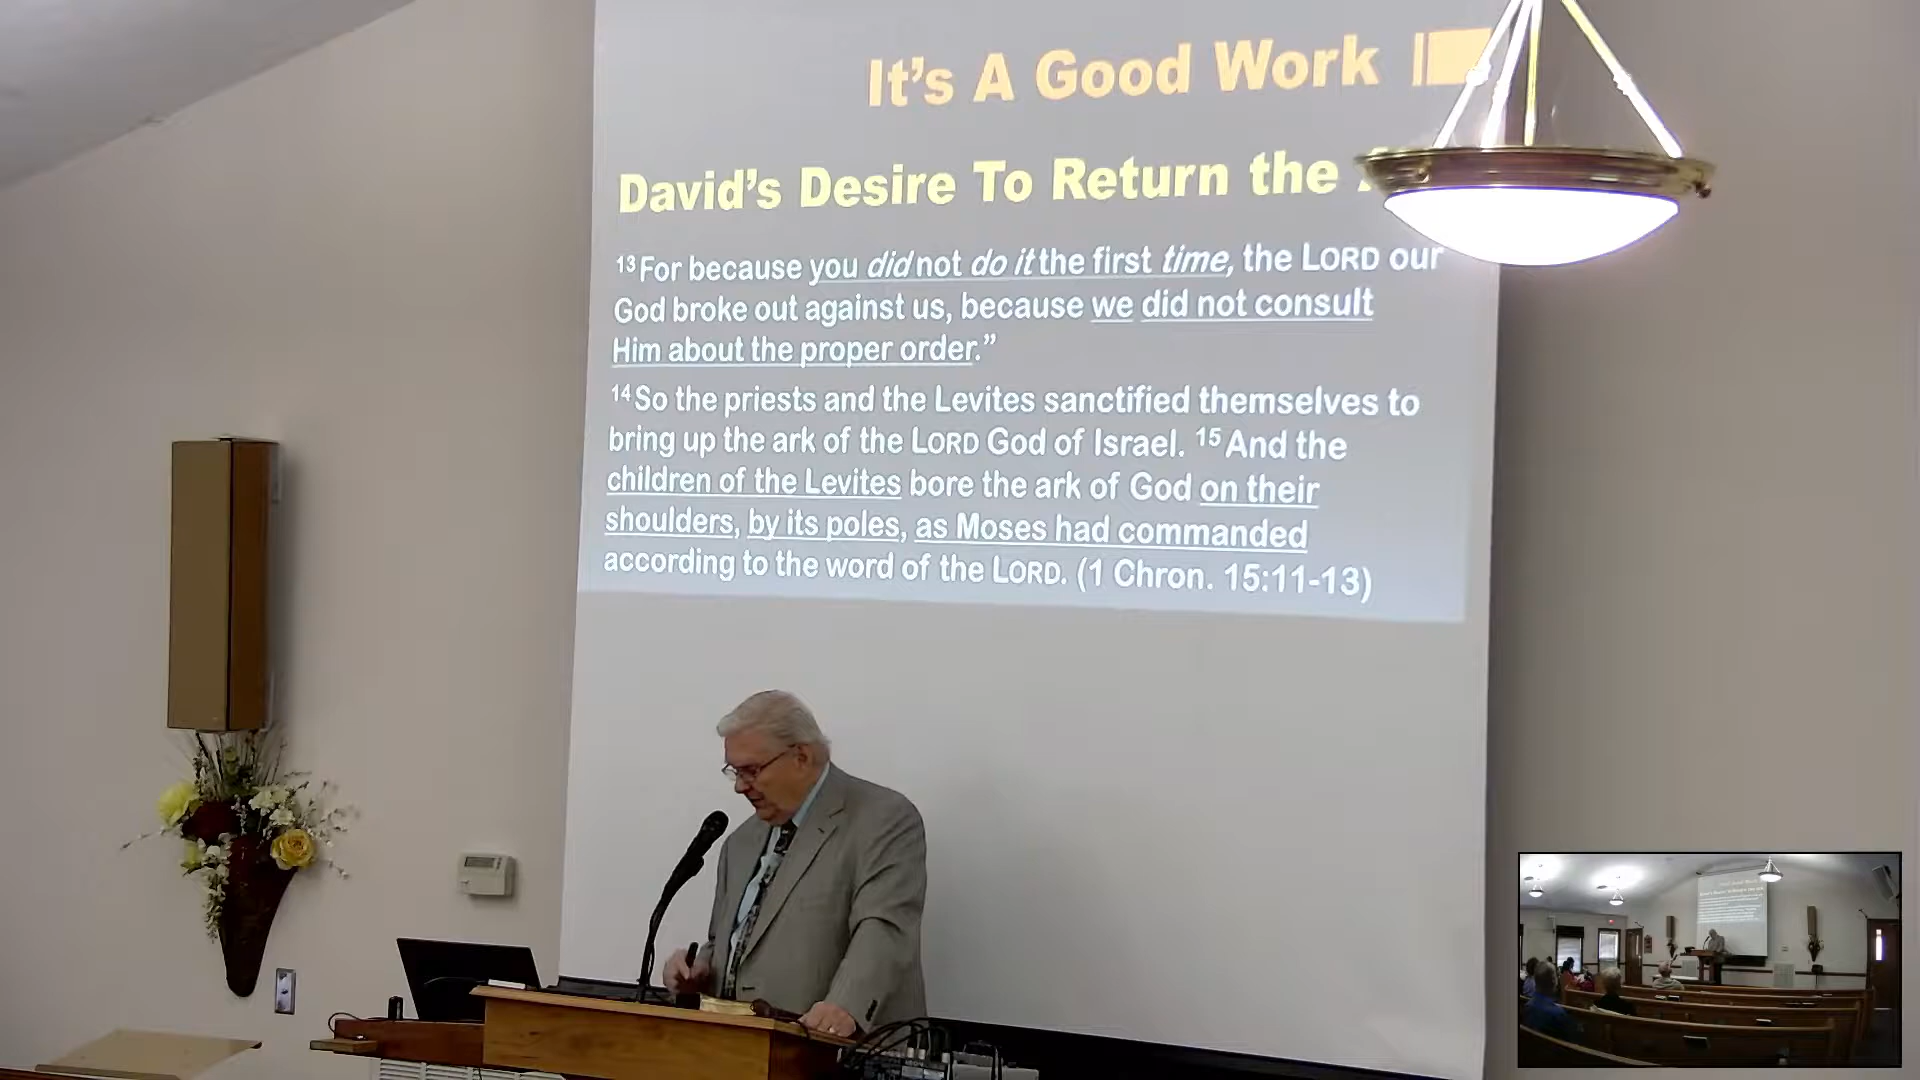 It's A Good Work
David's Desire To Return the
13 For because you did not do it the first time, the LORD our
God broke out against us, because we did not consult
Him about the proper order.”
14 So the priests and the Levites sanctified themselves to
bring up the ark of the LORD God of Israel. 15 And the
children of the Levites bore the ark of God on their
shoulders, by its poles, as Moses had commanded
according to the word of the LORD. (1 Chron. 15:11-13)